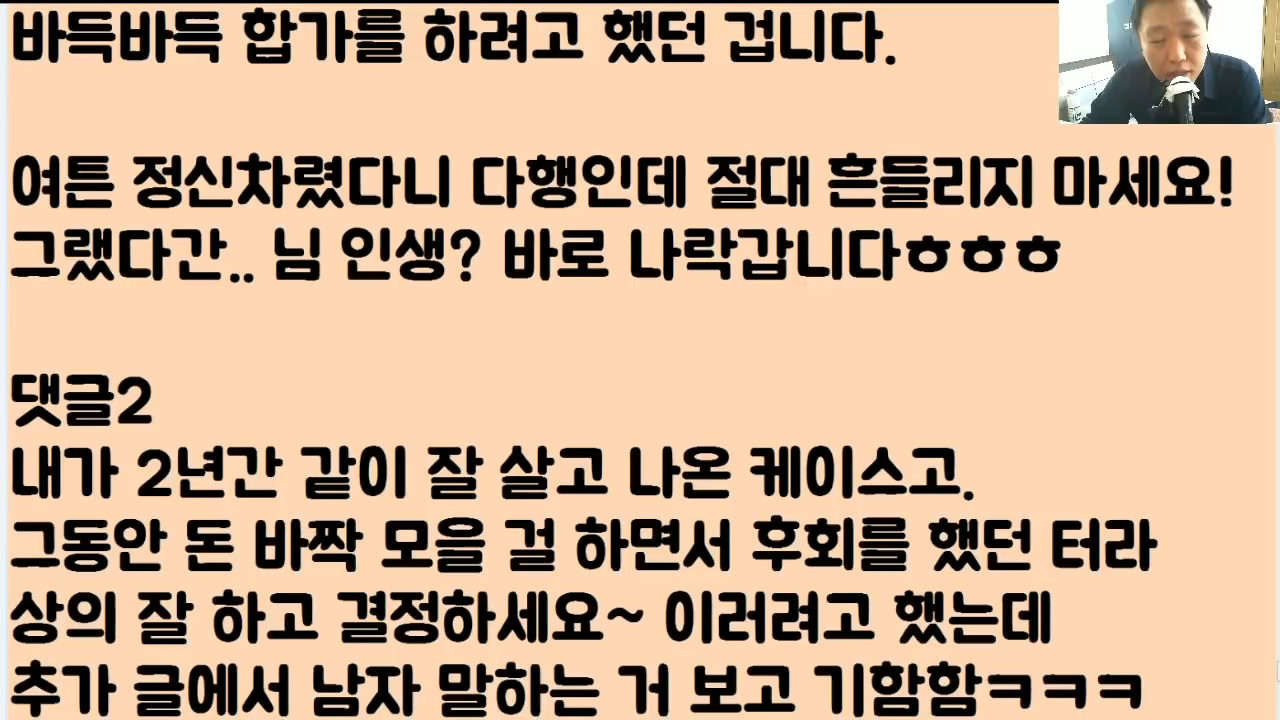 바득바득 합가를 하려고 했던 겁니다.
여튼 정신차렸다니 다행인데 절대 흔들리지 마세요!
그랬다간.. 님 인생? 바로 나락갑니다ㅎㅎㅎ
댓글2
내가 2년간 같이 잘 살고 나온 케이스고.
그동안 돈 바짝 모을 걸 하면서 후회를 했던 터라
상의 잘 하고 결정하세요~ 이러려고 했는데
추가 글에서 남자 말하는 거 보고 기함함ㅋㅋㅋ